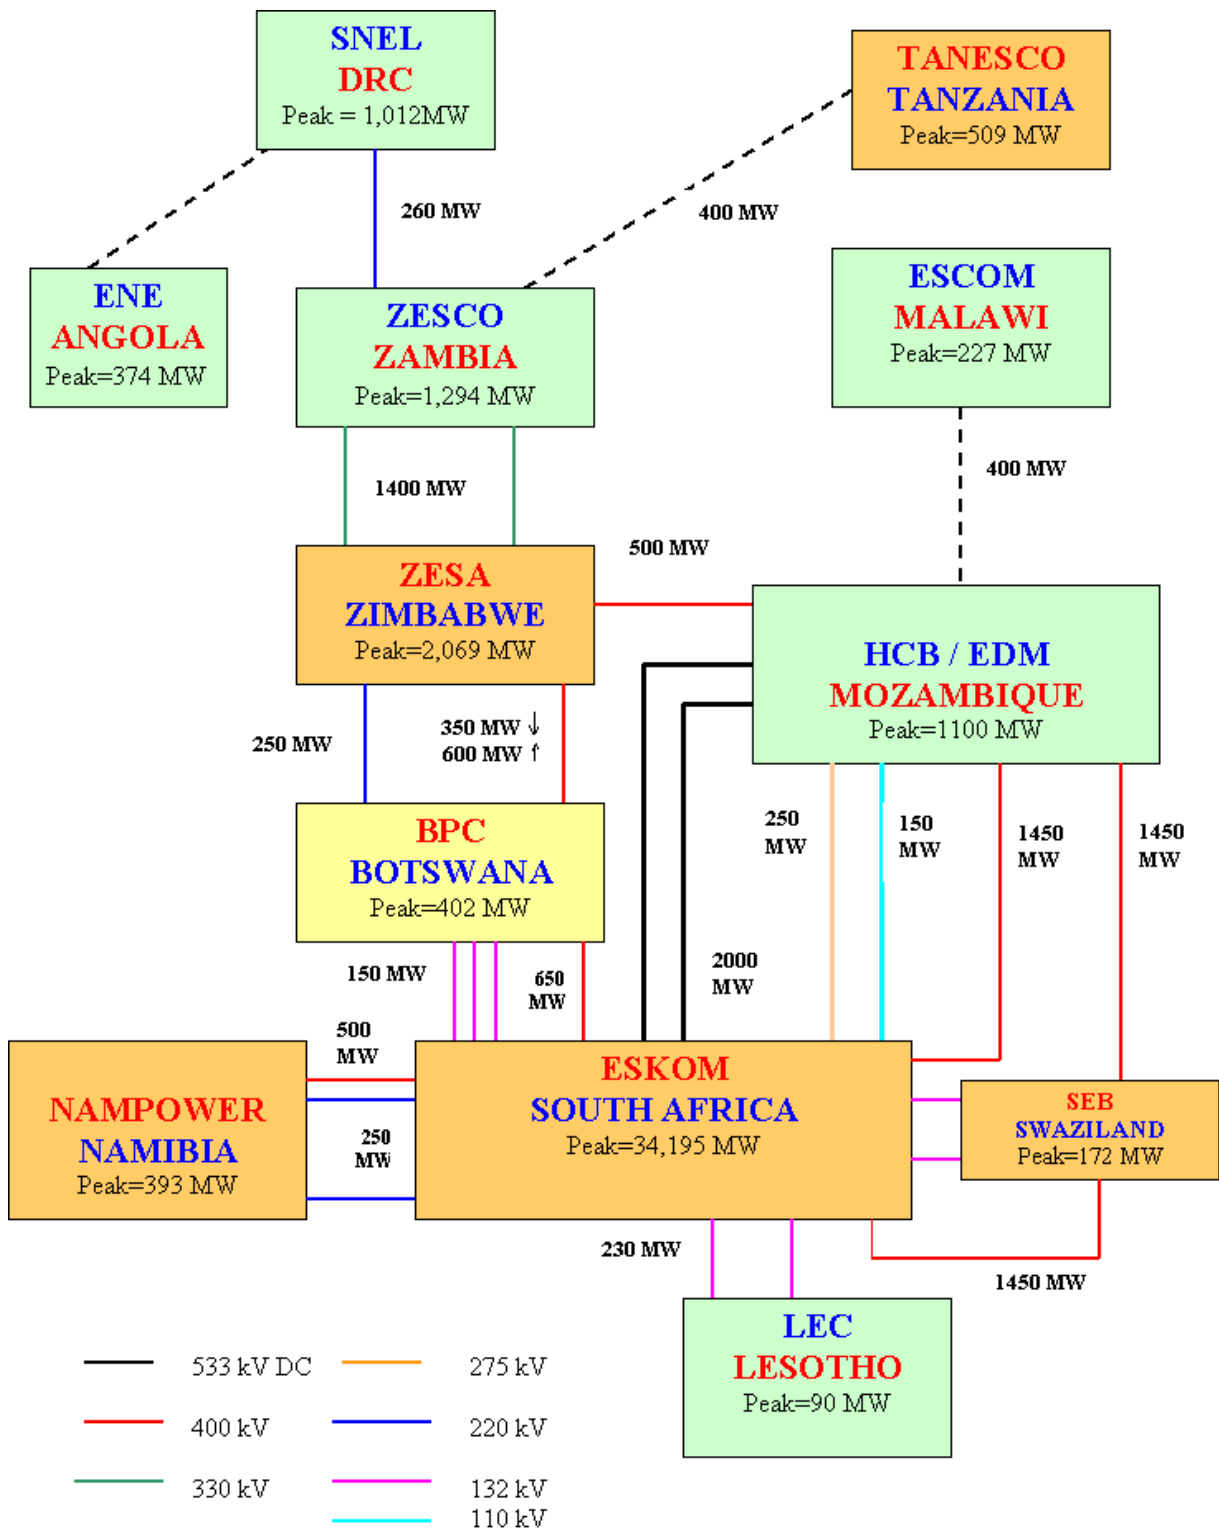 SNEL
DRC
Peak = 1,012MW
TANESCO
TANZANIA
Peak=509 MW
260 MW
400 MW
ENE
ANGOLA
Peak=374 MW
ZESCO
ZAMBIA
Peak=1,294 MW
ESCOM
MALAWI
Peak=227 MW
1400 MW
400 MW
500 MW
ZESA
ZIMBABWE
Peak=2,069 MW
HCB / EDM
MOZAMBIQUE
Peak=1100 MW
250 MW
350 MW ↓
600 MW ↑
BPC
BOTSWANA
Peak=402 MW
250
MW
150
MW
1450
MW
1450
MW
150 MW
650
MW
2000
MW
500
MW
NAMPOWER
NAMIBIA
Peak=393 MW
250
MW
ESKOM
SOUTH AFRICA
Peak=34,195 MW
SEB
SWAZILAND
Peak=172 MW
230 MW
1450 MW
LEC
LESOTHO
Peak=90 MW
533 kV DC
275 kV
400 kV
220 kV
330 kV
132 kV
110 kV